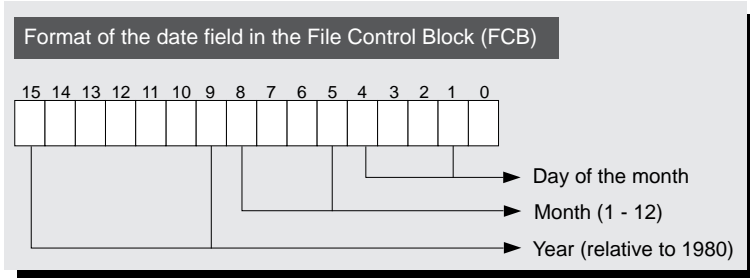 Format of the date field in the File Control Block (FCB)
15 14 13 12 11 10 9 8 7 6 5 4 3 2 1 0
Day of the month
Month (1 - 12)
Year (relative to 1980)